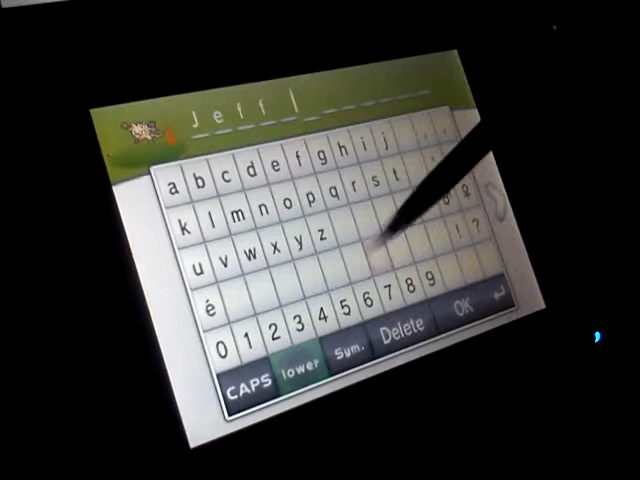 Jeff
a b c d e f g h i j , .
k l m n o p q r s t
u v w x y z ♂ ♀
é ! ?
0 1 2 3 4 5 6 7 8 9
CAPS lower Sym. Delete OK